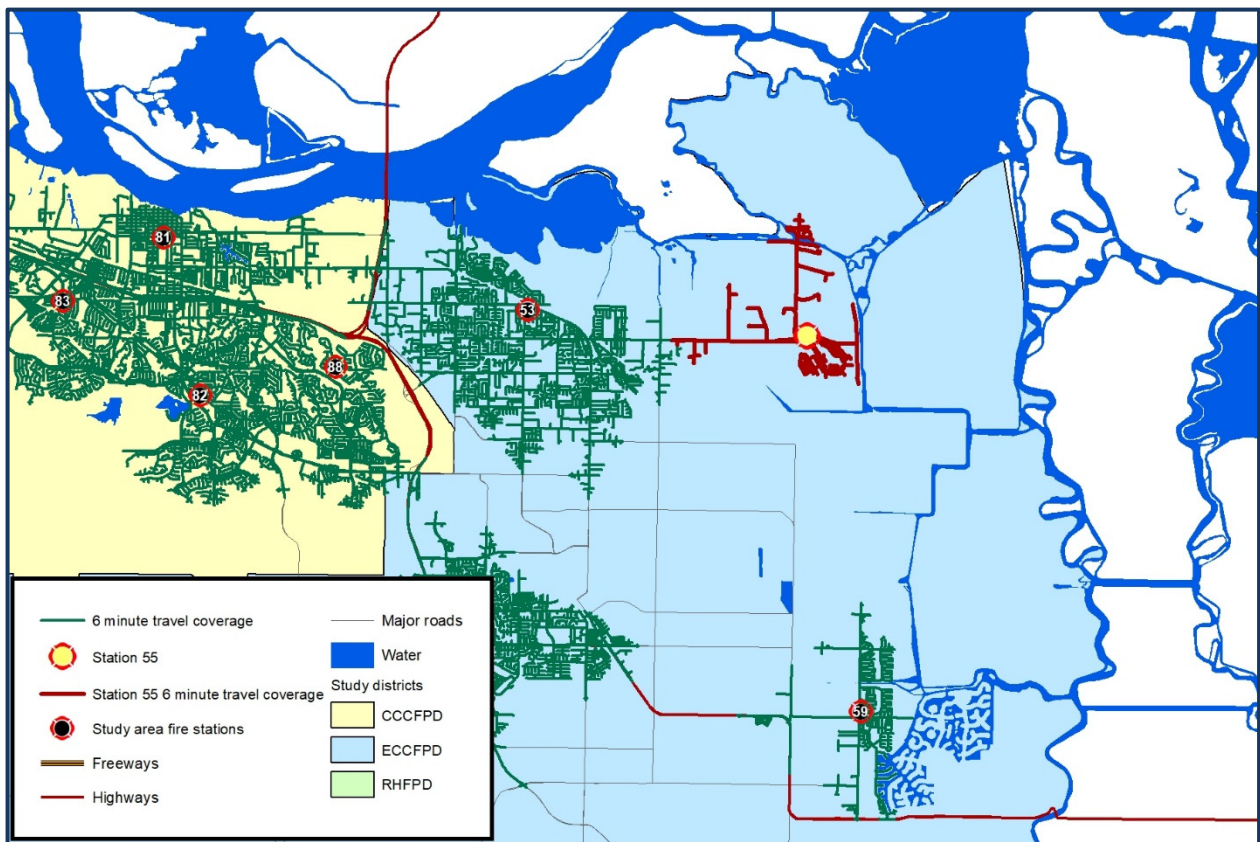 81
83
53
88
82
59
6 minute travel coverage
Station 55
Station 55 6 minute travel coverage
Study area fire stations
Freeways
Highways
Major roads
Water
Study districts
CCCFPD
ECCFPD
RHFPD